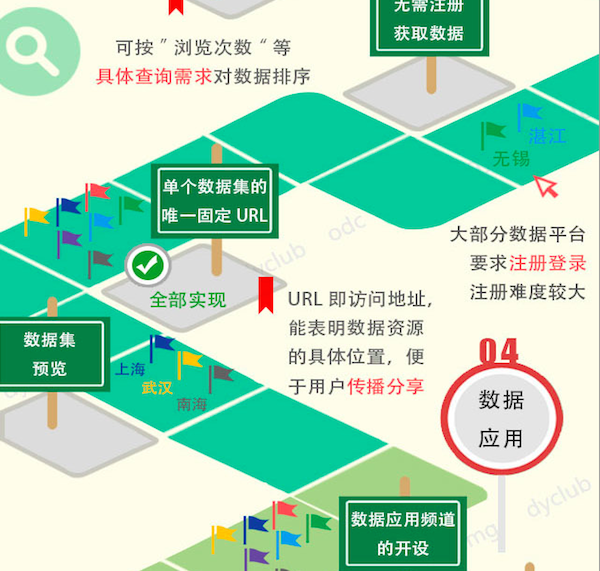 无需注册
获取数据
可按”浏览次数“等
具体查询需求对数据排序
湛江
无锡
单个数据集的
唯一固定 URL
大部分数据平台
要求注册登录
注册难度较大
全部实现
URL 即访问地址，
能表明数据资源
的具体位置，便
于用户传播分享
数据集
预览
上海
武汉
南海
04
数据
应用
数据应用频道
的开设
dyclub
odc-
dyclub
mg